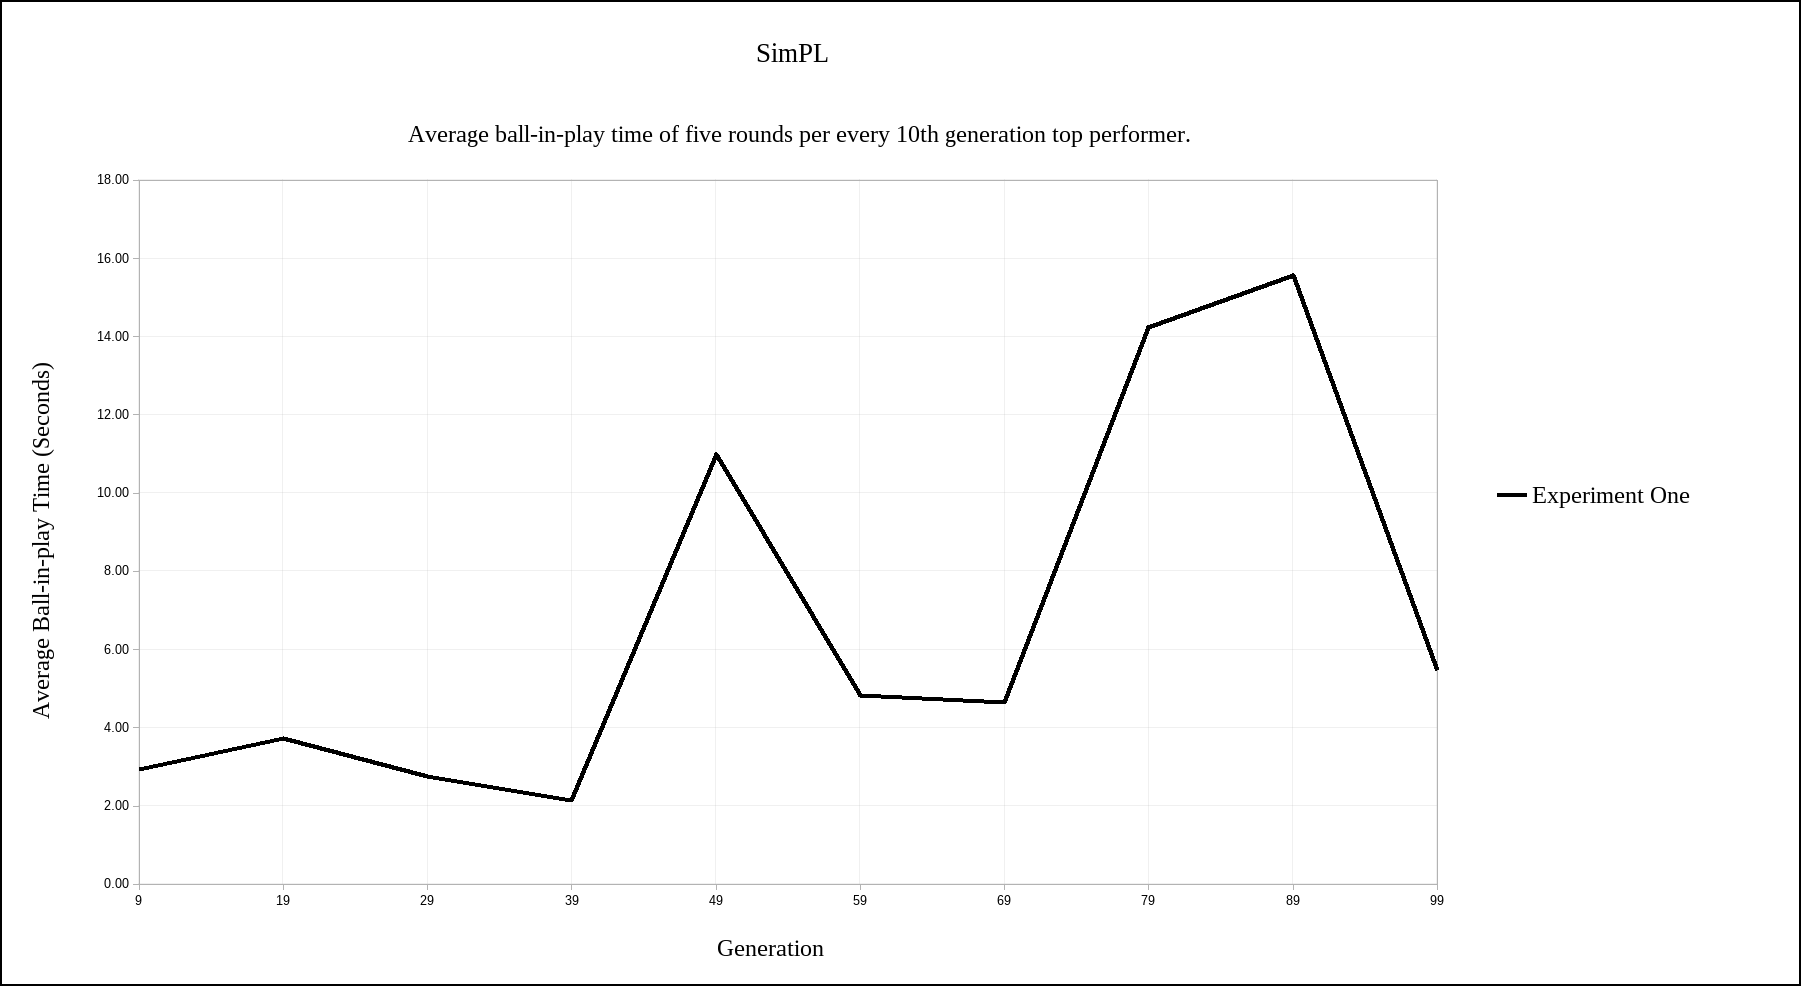 SimPL
Average ball-in-play time of five rounds per every 10th generation top performer.
Average Ball-in-play Time (Seconds)
18.00
16.00
14.00
12.00
10.00
8.00
6.00
4.00
2.00
0.00
9 19 29 39 49 59 69 79 89 99
Generation
Experiment One